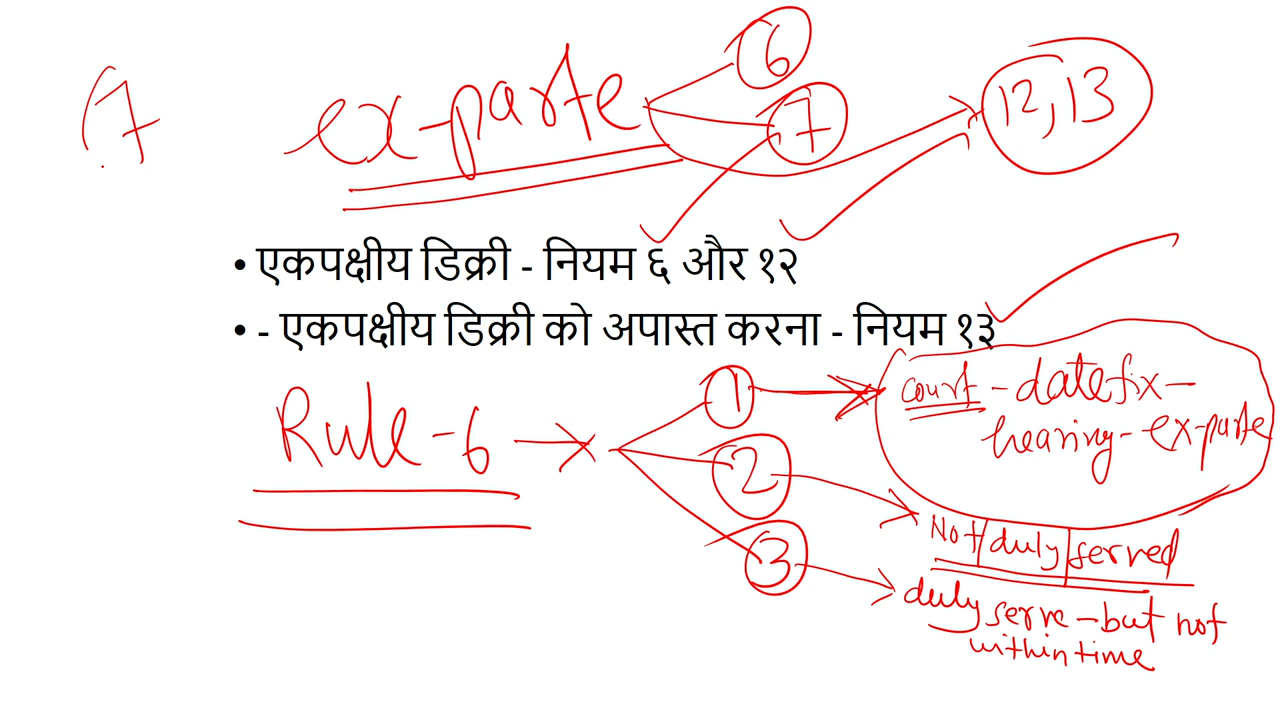 (7
ex-parte
6
7
12, 13
• एकपक्षीय डिक्री - नियम ६ और १२
• - एकपक्षीय डिक्री को अपास्त करना - नियम १३
Rule-6
1
court - date fix -
hearing - ex-parte
2
Not duly served
3
duly serve - but not
within time